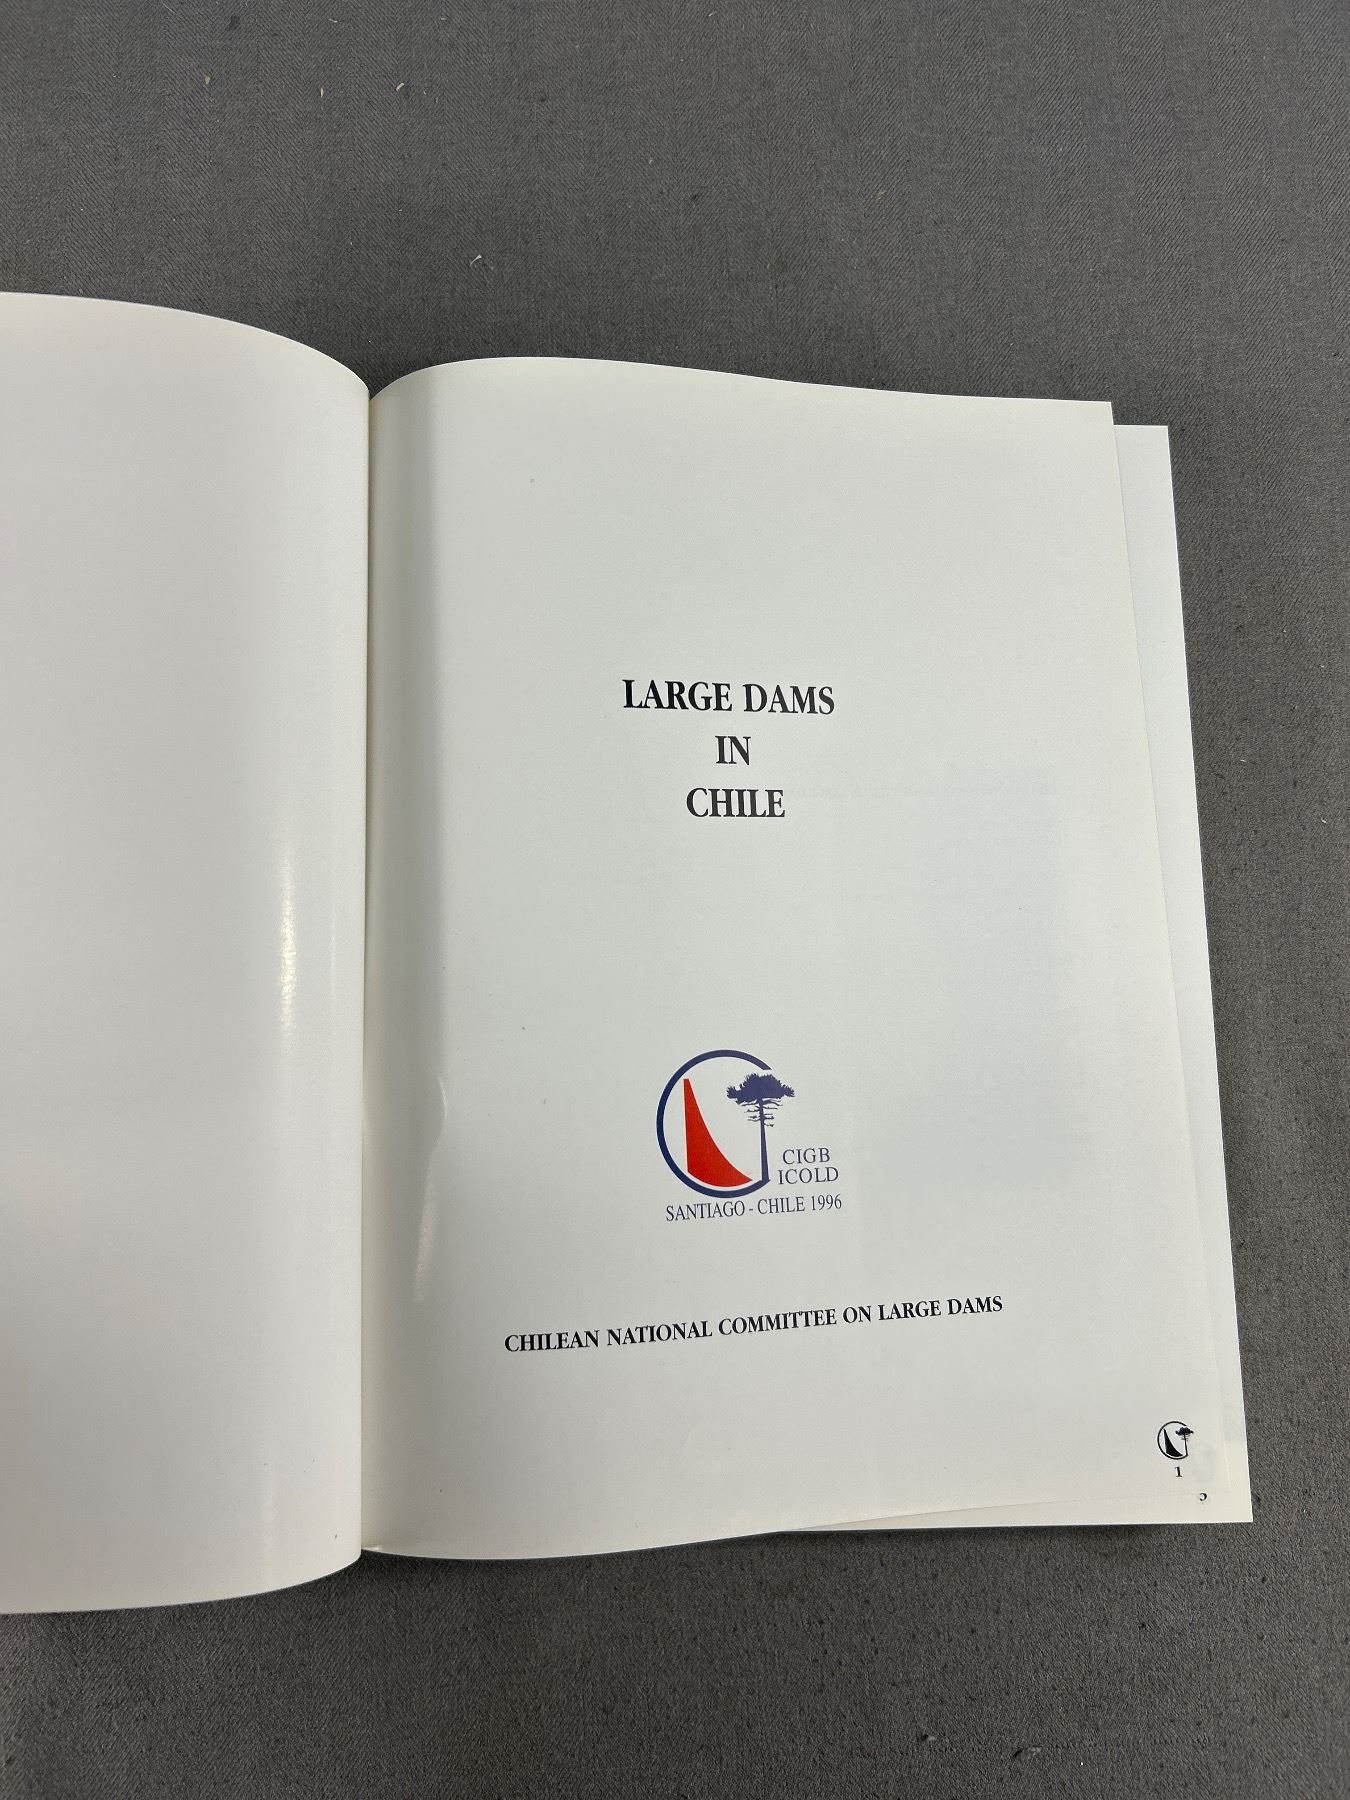 LARGE DAMS
IN
CHILE
CIGB
ICOLD
SANTIAGO - CHILE 1996
CHILEAN NATIONAL COMMITTEE ON LARGE DAMS
1